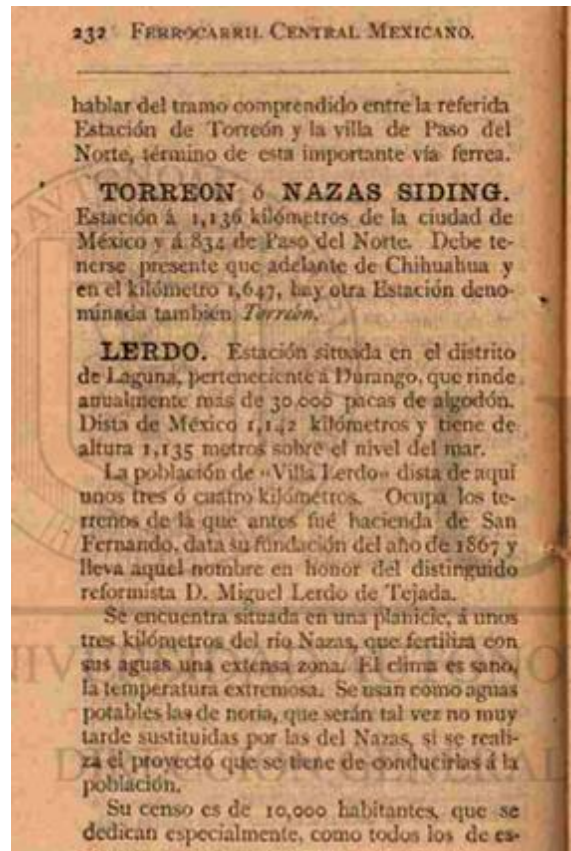 232 FERROCARRIL CENTRAL MEXICANO.
hablar del tramo comprendido entre la referida
Estación de Torreón y la villa de Paso del
Norte, término de esta importante vía ferrea.
TORREON ó NAZAS SIDING.
Estación á 1,136 kilómetros de la ciudad de
México y á 834 de Paso del Norte. Debe te-
nerse presente que adelante de Chihuahua y
en el kilómetro 1,647, hay otra Estación deno-
minada también Torreón.
LERDO. Estación situada en el distrito
de Laguna, perteneciente á Durango, que rinde
anualmente más de 30,000 pacas de algodón.
Dista de México 1,142 kilómetros y tiene de
altura 1,135 metros sobre el nivel del mar.
La población de «Villa Lerdo» dista de aquí
unos tres ó cuatro kilómetros. Ocupa los te-
rrenos de la que antes fué hacienda de San
Fernando, data su fundación del año de 1867 y
lleva aquel nombre en honor del distinguido
reformista D. Miguel Lerdo de Tejada.
Se encuentra situada en una planicie, á unos
tres kilómetros del río Nazas, que fertiliza con
sus aguas una extensa zona. El clima es sano,
la temperatura extremosa. Se usan como aguas
potables las de noria, que serán tal vez no muy
tarde sustituidas por las del Nazas, si se reali-
za el proyecto que se tiene de conducirlas á la
población.
Su censo es de 10,000 habitantes, que se
dedican especialmente, como todos los de es-